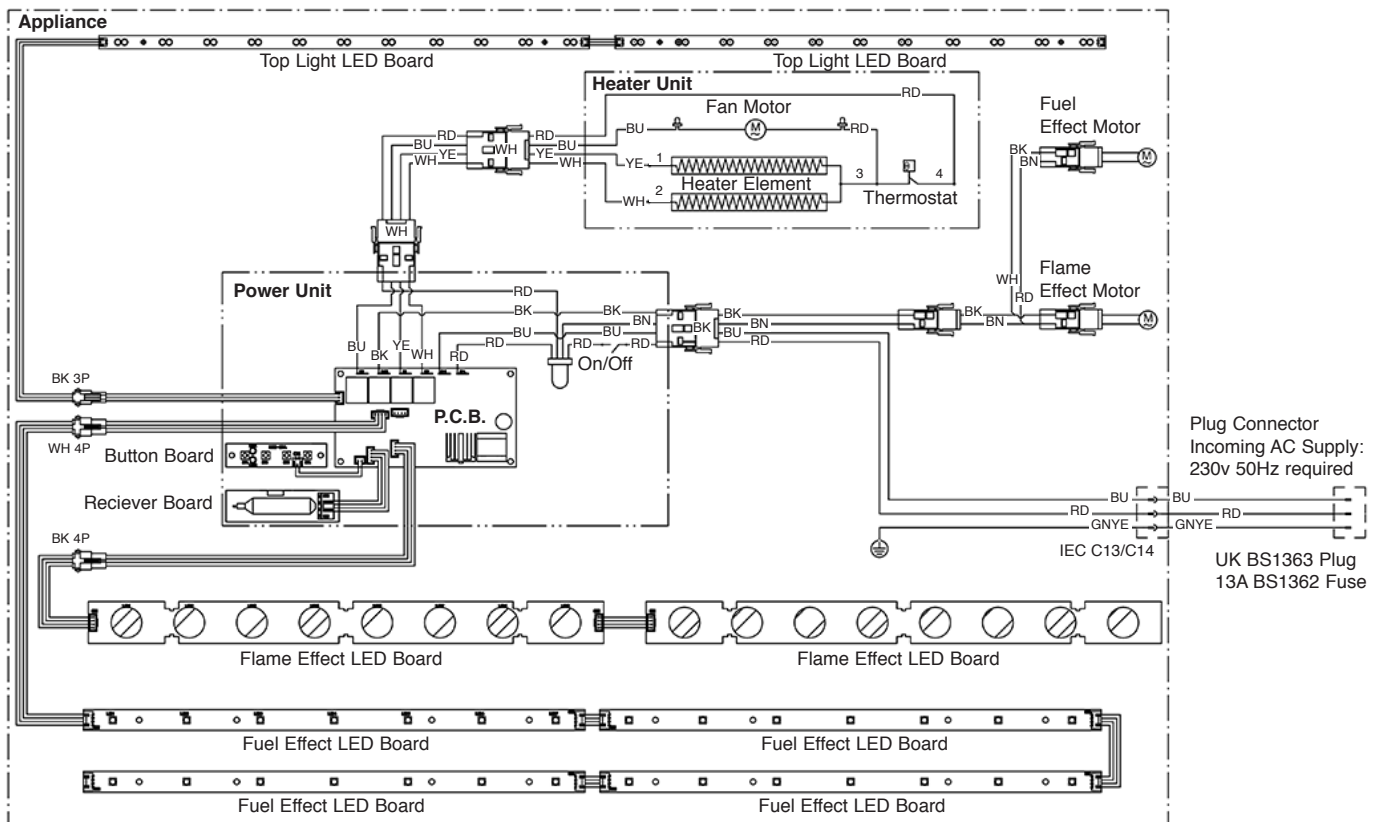 Appliance
Top Light LED Board
Top Light LED Board
Heater Unit
Fan Motor
RD
BU
RD
YE
1
Heater Element
3
4
WH
2
Thermostat
RD
BU
YE
WH
WH
RD
BU
YE
WH
WH
Fuel
Effect Motor
BK
BN
WH
RD
Flame
Effect Motor
Power Unit
RD
BK
BK
BN
BU
BU
RD
RD
RD
On/Off
BK
BK
BN
BU
RD
BK
BN
BU
BK
YE
WH
RD
P.C.B.
BK 3P
WH 4P
Button Board
Reciever Board
BK 4P
Plug Connector
Incoming AC Supply:
230v 50Hz required
BU
BU
RD
RD
GNYE
GNYE
IEC C13/C14
UK BS1363 Plug
13A BS1362 Fuse
Flame Effect LED Board
Flame Effect LED Board
Fuel Effect LED Board
Fuel Effect LED Board
Fuel Effect LED Board
Fuel Effect LED Board